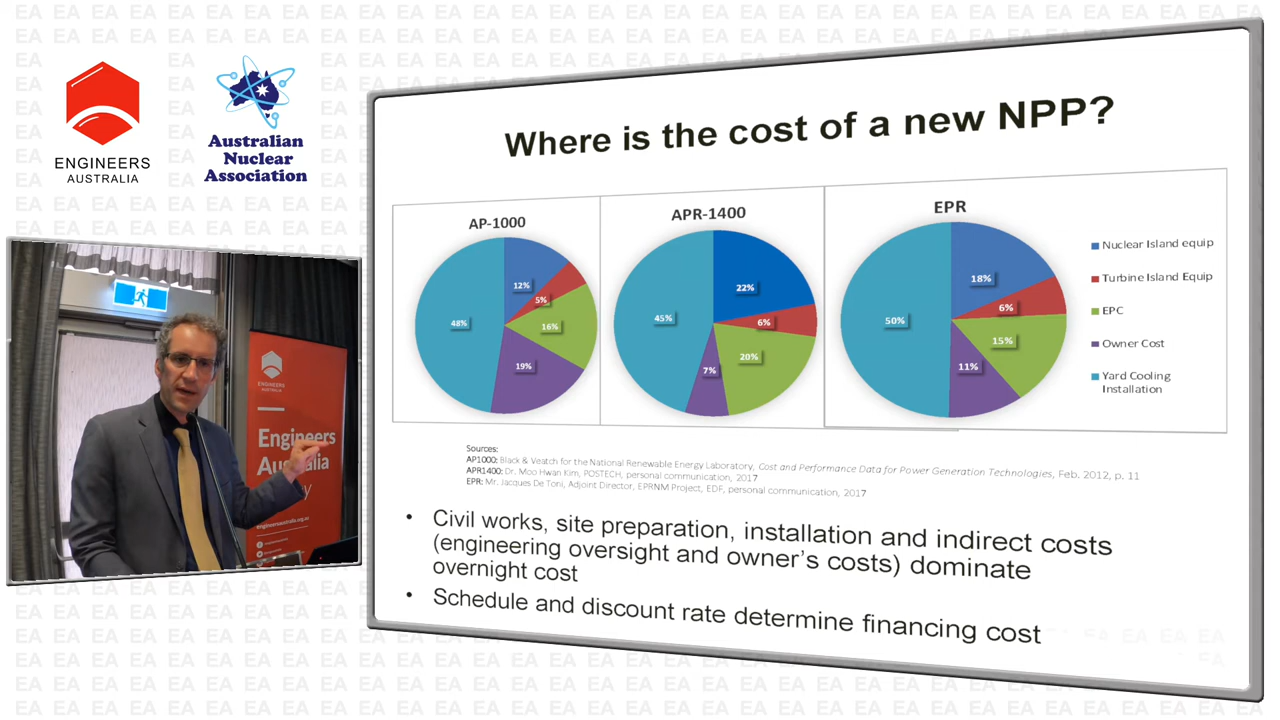 ENGINEERS
AUSTRALIA
Australian
Nuclear
Association
Where is the cost of a new NPP?
AP-1000
12%
5%
16%
19%
48%
APR-1400
22%
6%
20%
7%
45%
EPR
18%
6%
15%
11%
50%
Nuclear Island equip
Turbine Island Equip
EPC
Owner Cost
Yard Cooling
Installation
Sources:
AP1000: Black & Veatch for the National Renewable Energy Laboratory, Cost and Performance Data for Power Generation Technologies, Feb. 2012, p. 11
APR1400: Dr. Moo Hwan Kim, POSTECH, personal communication, 2017
EPR: Mr. Jacques De Toni, Adjoint Director, EPRNM Project, EDF, personal communication, 2017
• Civil works, site preparation, installation and indirect costs
(engineering oversight and owner's costs) dominate
overnight cost
• Schedule and discount rate determine financing cost
ENGINEERS
AUSTRALIA
Engineers
Australia